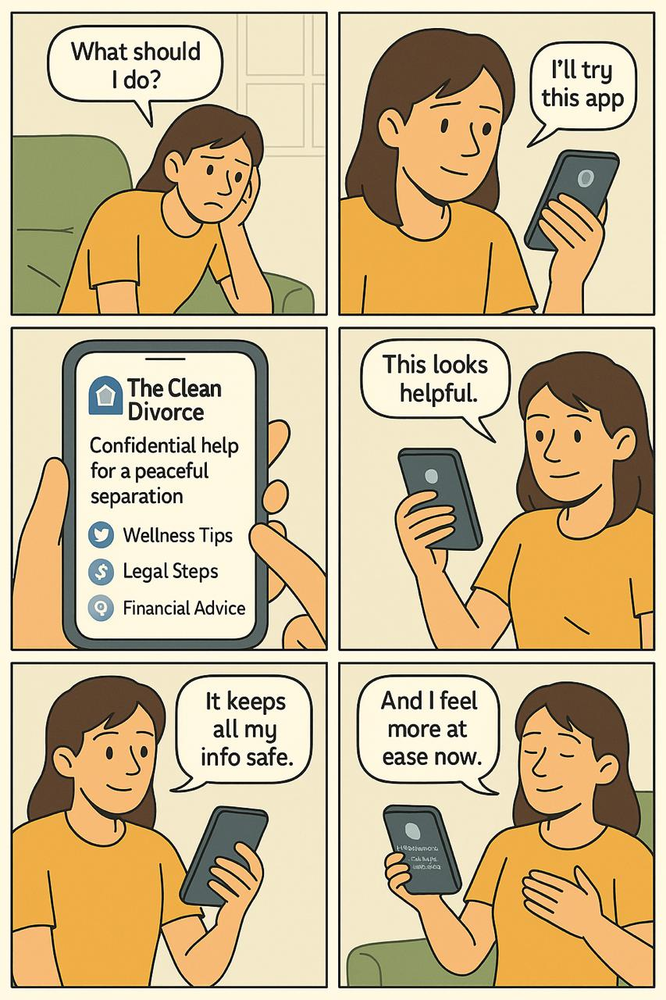 What should
I do?
I'll try
this app
The Clean
Divorce
Confidential help
for a peaceful
separation
Wellness Tips
$
Legal Steps
Financial Advice
This looks
helpful.
It keeps
all my
info safe.
And I feel
more at
ease now.